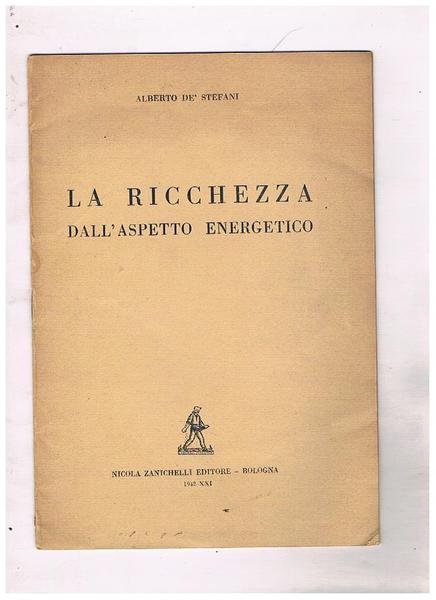 ALBERTO DE' STEFANI
LA RICCHEZZA
DALL'ASPETTO ENERGETICO
NICOLA ZANICHELLI EDITORE - BOLOGNA
1942-XXI